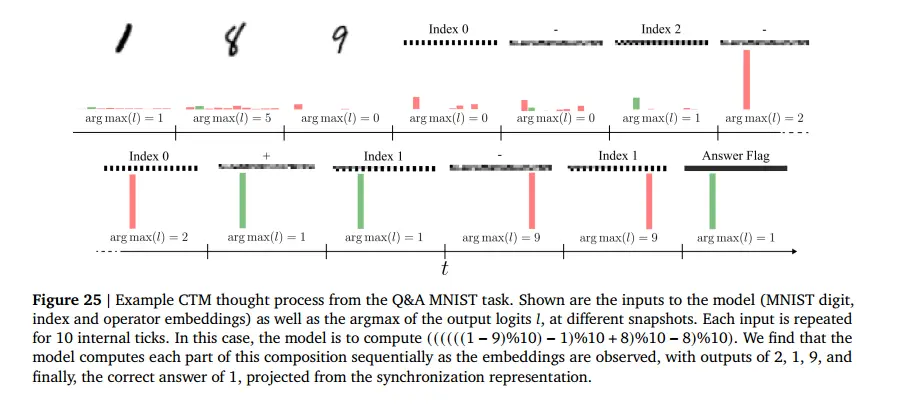 1 8 9 Index 0 - Index 2 -
arg max(l) = 1 arg max(l) = 5 arg max(l) = 0 arg max(l) = 0 arg max(l) = 0 arg max(l) = 1 arg max(l) = 2
Index 0 + Index 1 - Index 1 Answer Flag
arg max(l) = 2 arg max(l) = 1 arg max(l) = 1 arg max(l) = 9 arg max(l) = 9 arg max(l) = 1
t
Figure 25 | Example CTM thought process from the Q&A MNIST task. Shown are the inputs to the model (MNIST digit,
index and operator embeddings) as well as the argmax of the output logits l, at different snapshots. Each input is repeated
for 10 internal ticks. In this case, the model is to compute ((((((1 − 9)%10) − 1)%10 + 8)%10 − 8)%10). We find that the
model computes each part of this composition sequentially as the embeddings are observed, with outputs of 2, 1, 9, and
finally, the correct answer of 1, projected from the synchronization representation.